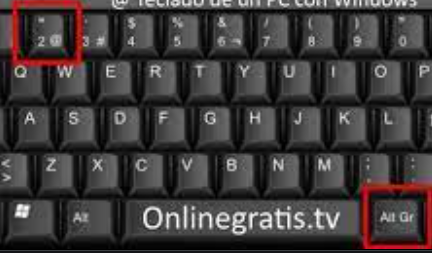 @ Teclado de un PC con Windows
" · $ % & / ( ) =
2 @ 3 # 4 5 6 ¬ 7 8 9 0
Q W E R T Y U I O P
A S D F G H J K L
> < Z X C V B N M ; : 
Alt Onlinegratis.tv Alt Gr